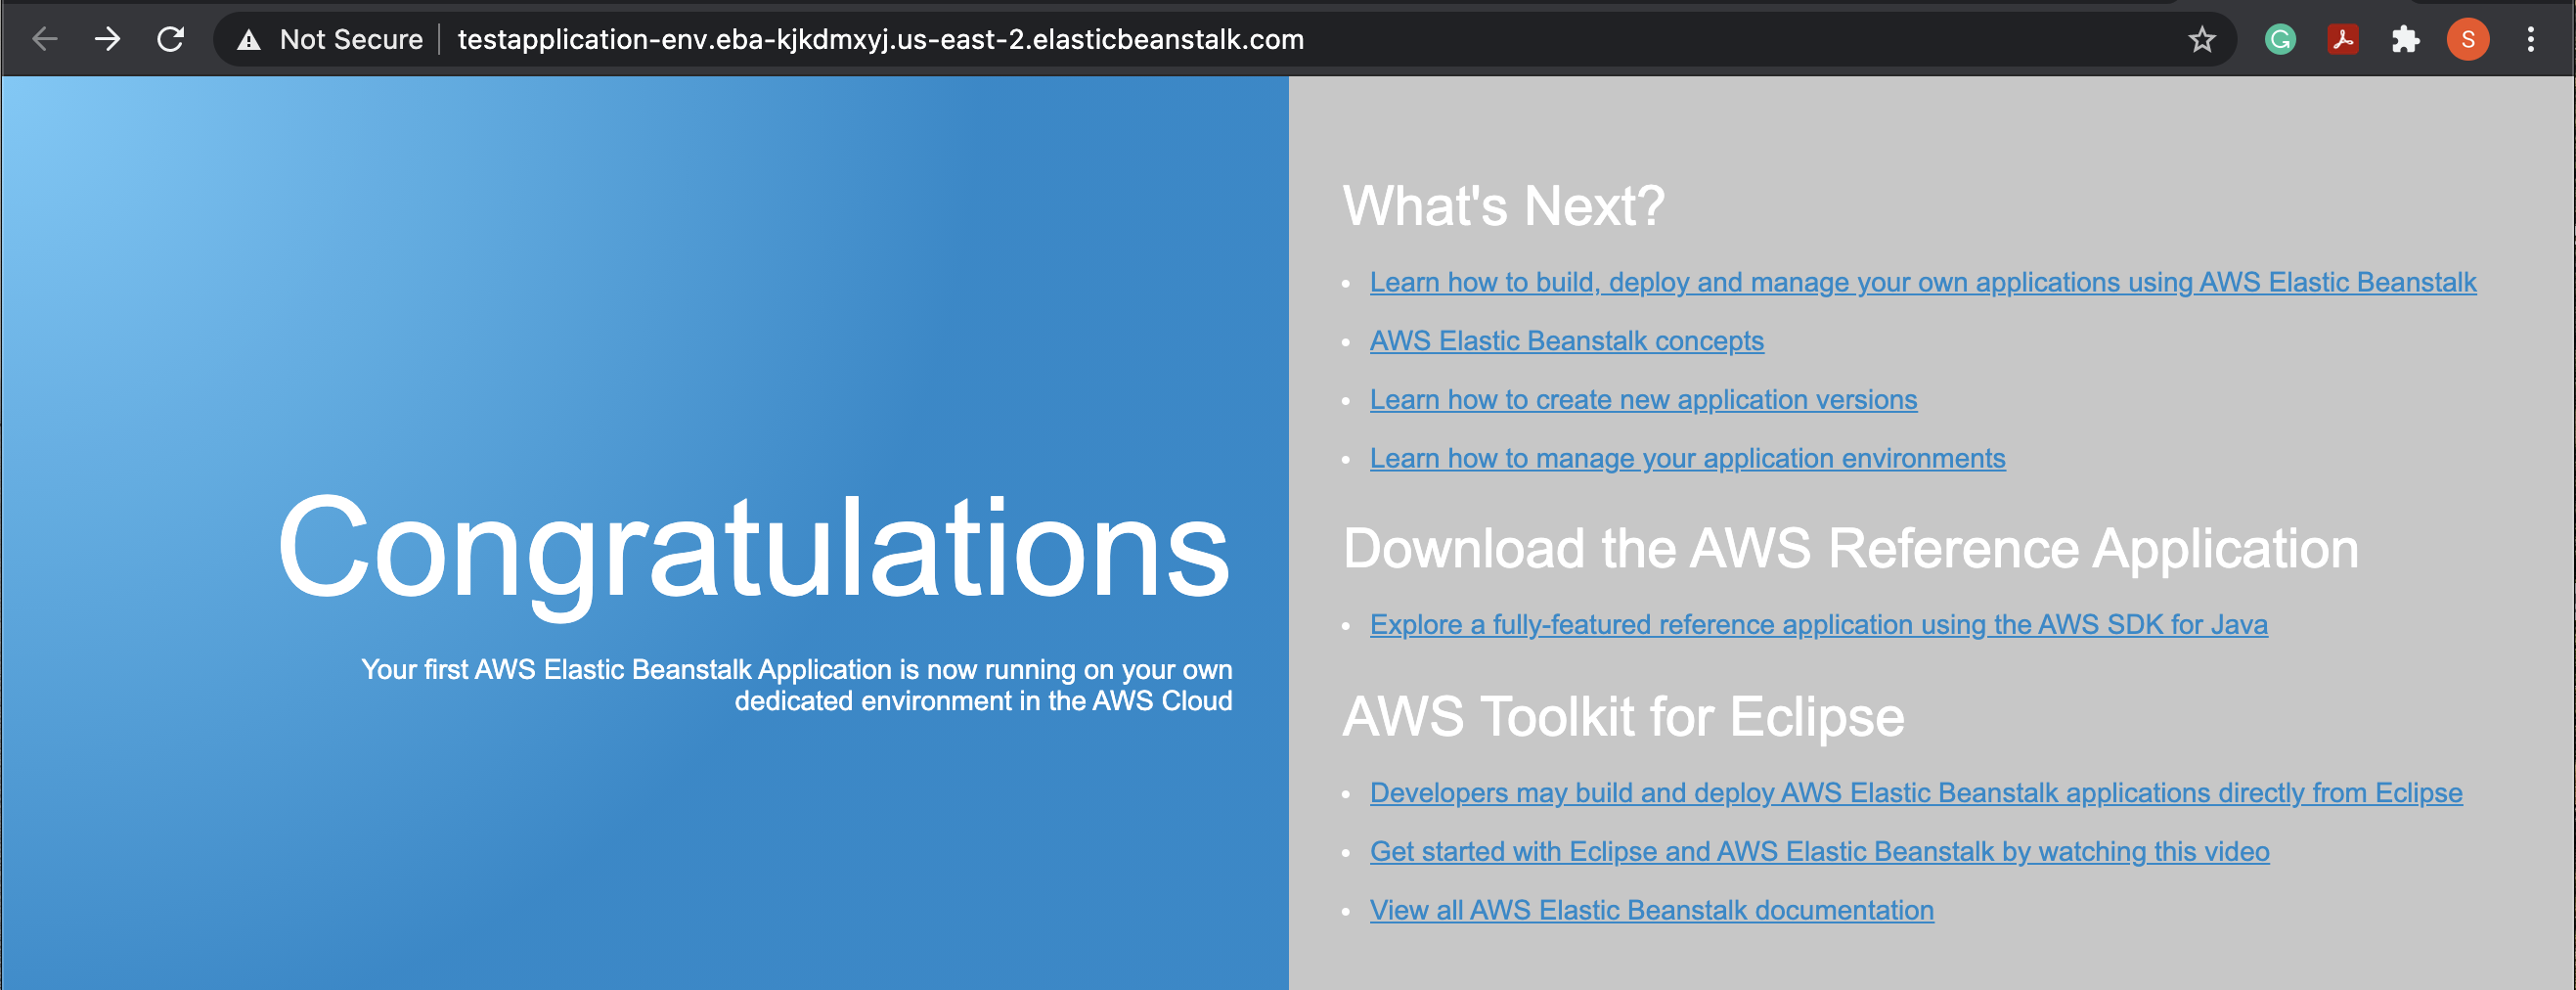 Not Secure
testapplication-env.eba-kjkdmxyj.us-east-2.elasticbeanstalk.com
S
Congratulations
Your first AWS Elastic Beanstalk Application is now running on your own
dedicated environment in the AWS Cloud
What's Next?
Learn how to build, deploy and manage your own applications using AWS Elastic Beanstalk
AWS Elastic Beanstalk concepts
Learn how to create new application versions
Learn how to manage your application environments
Download the AWS Reference Application
Explore a fully-featured reference application using the AWS SDK for Java
AWS Toolkit for Eclipse
Developers may build and deploy AWS Elastic Beanstalk applications directly from Eclipse
Get started with Eclipse and AWS Elastic Beanstalk by watching this video
View all AWS Elastic Beanstalk documentation